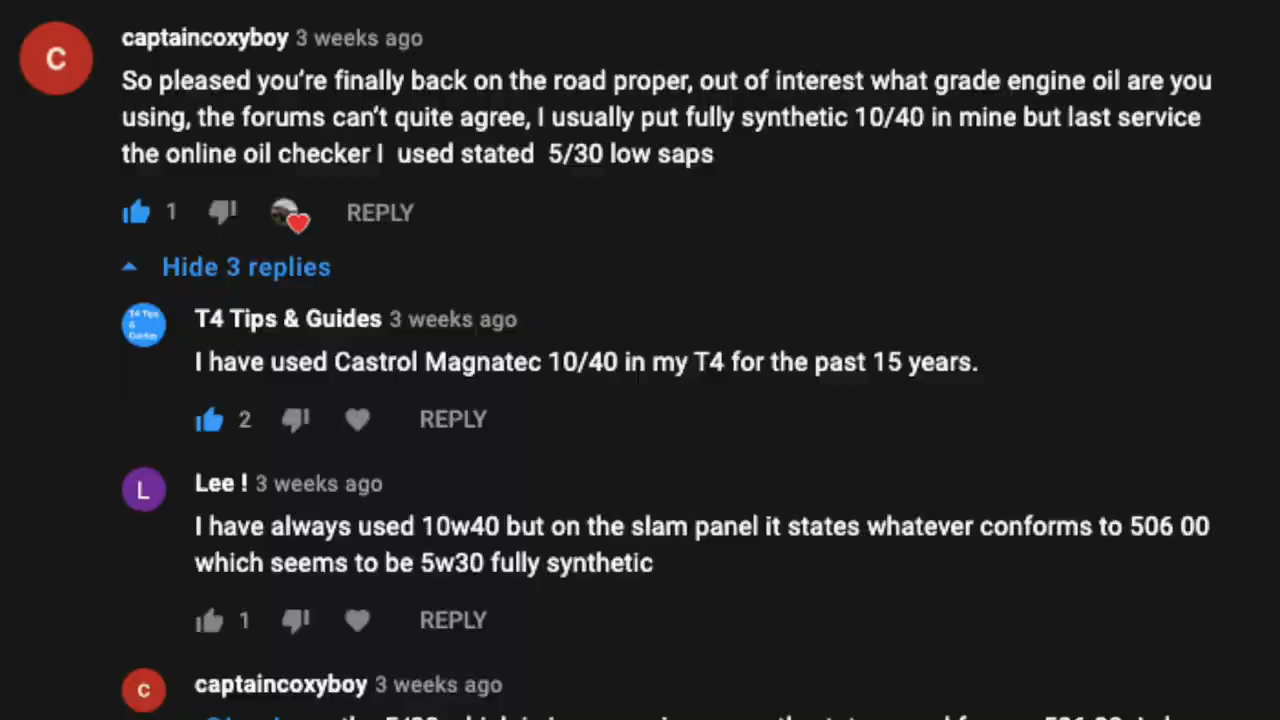 C
captaincoxyboy 3 weeks ago
So pleased you're finally back on the road proper, out of interest what grade engine oil are you
using, the forums can't quite agree, I usually put fully synthetic 10/40 in mine but last service
the online oil checker I used stated 5/30 low saps
1 REPLY
Hide 3 replies
T4 Tips
&
Guides
T4 Tips & Guides 3 weeks ago
I have used Castrol Magnatec 10/40 in my T4 for the past 15 years.
2 REPLY
L
Lee ! 3 weeks ago
I have always used 10w40 but on the slam panel it states whatever conforms to 506 00
which seems to be 5w30 fully synthetic
1 REPLY
C
captaincoxyboy 3 weeks ago